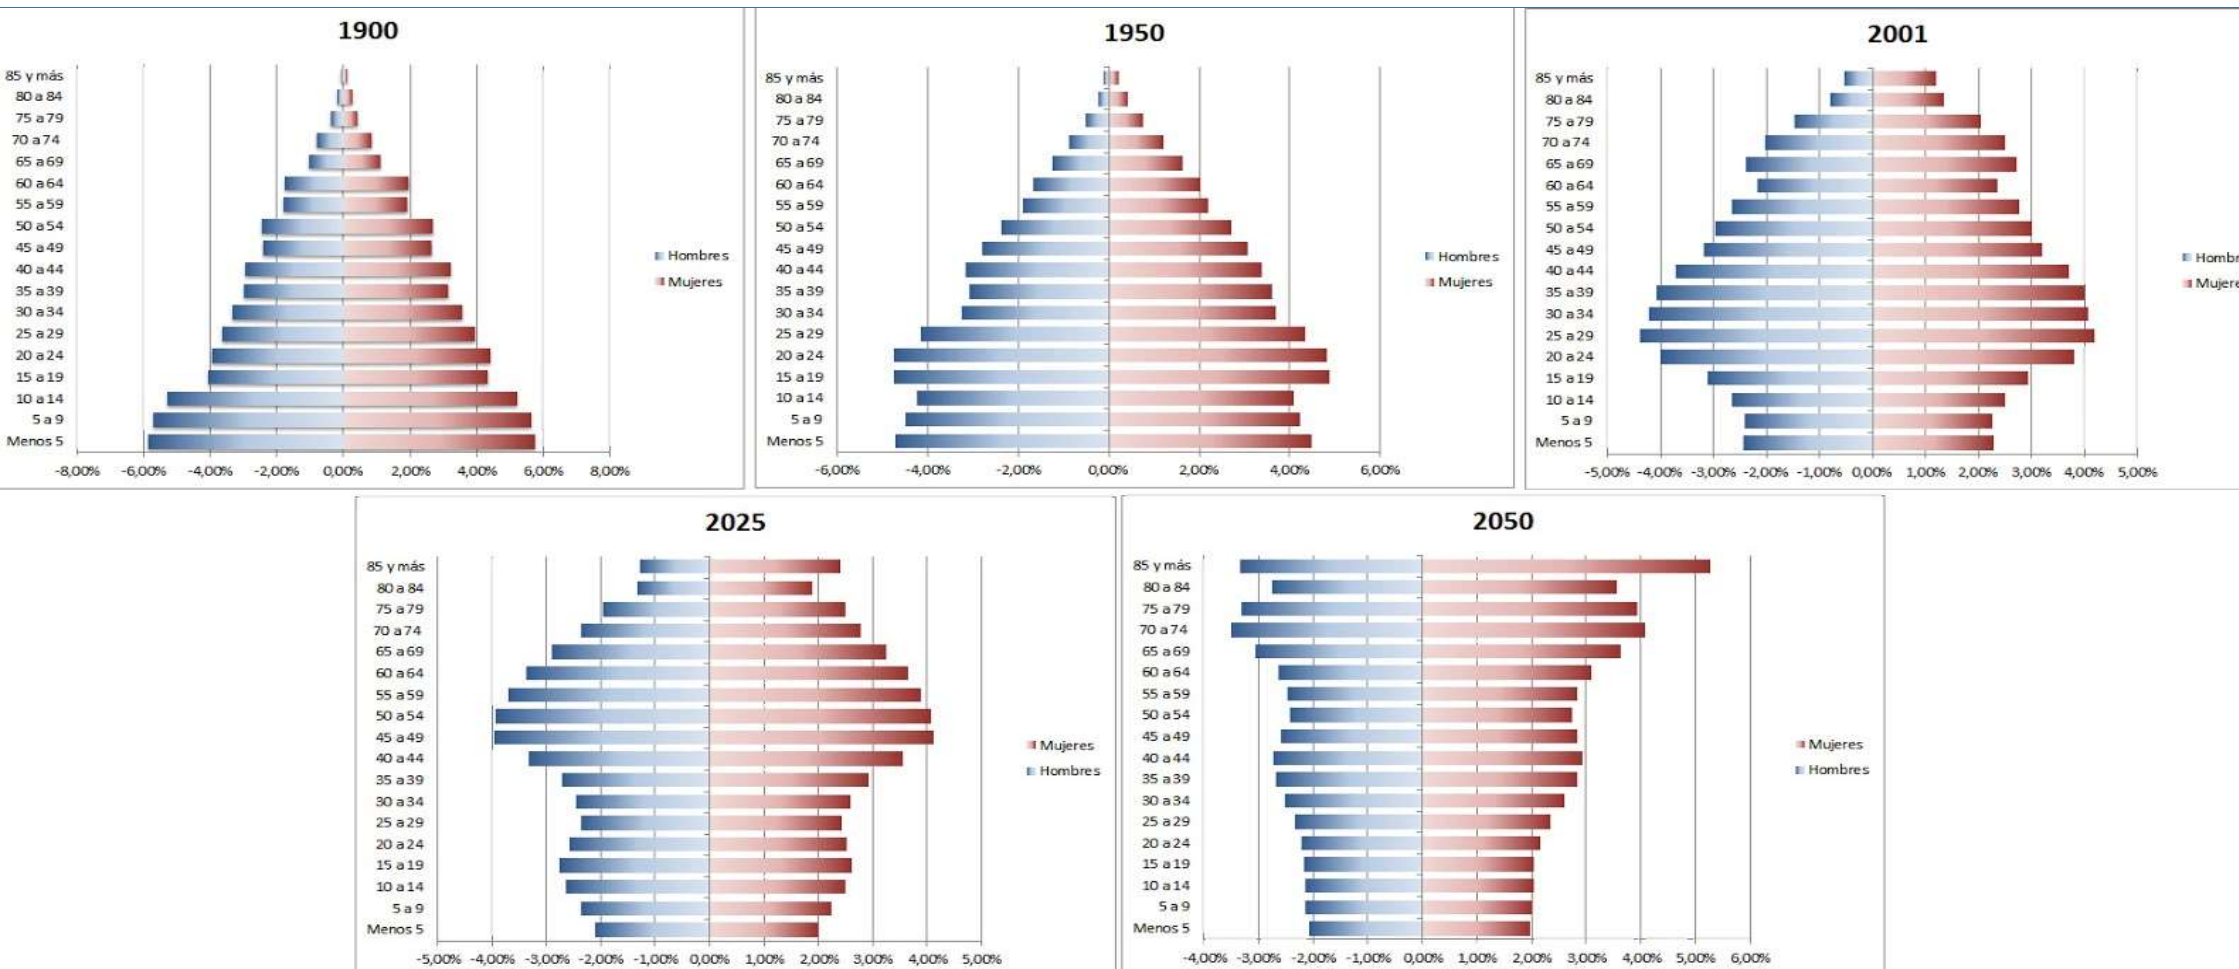 1900
85 y más
80 a 84
75 a 79
70 a 74
65 a 69
60 a 64
55 a 59
50 a 54
45 a 49
40 a 44
35 a 39
30 a 34
25 a 29
20 a 24
15 a 19
10 a 14
5 a 9
Menos 5
-8,00% -6,00% -4,00% -2,00% 0,00% 2,00% 4,00% 6,00% 8,00%
Hombres
Mujeres
1950
85 y más
80 a 84
75 a 79
70 a 74
65 a 69
60 a 64
55 a 59
50 a 54
45 a 49
40 a 44
35 a 39
30 a 34
25 a 29
20 a 24
15 a 19
10 a 14
5 a 9
Menos 5
-6,00% -4,00% -2,00% 0,00% 2,00% 4,00% 6,00%
Hombres
Mujeres
2001
85 y más
80 a 84
75 a 79
70 a 74
65 a 69
60 a 64
55 a 59
50 a 54
45 a 49
40 a 44
35 a 39
30 a 34
25 a 29
20 a 24
15 a 19
10 a 14
5 a 9
Menos 5
-5,00% -4,00% -3,00% -2,00% -1,00% 0,00% 1,00% 2,00% 3,00% 4,00% 5,00%
Hombr
Mujere
2025
85 y más
80 a 84
75 a 79
70 a 74
65 a 69
60 a 64
55 a 59
50 a 54
45 a 49
40 a 44
35 a 39
30 a 34
25 a 29
20 a 24
15 a 19
10 a 14
5 a 9
Menos 5
-5,00% -4,00% -3,00% -2,00% -1,00% 0,00% 1,00% 2,00% 3,00% 4,00% 5,00%
Mujeres
Hombres
2050
85 y más
80 a 84
75 a 79
70 a 74
65 a 69
60 a 64
55 a 59
50 a 54
45 a 49
40 a 44
35 a 39
30 a 34
25 a 29
20 a 24
15 a 19
10 a 14
5 a 9
Menos 5
-4,00% -3,00% -2,00% -1,00% 0,00% 1,00% 2,00% 3,00% 4,00% 5,00% 6,00%
Mujeres
Hombres